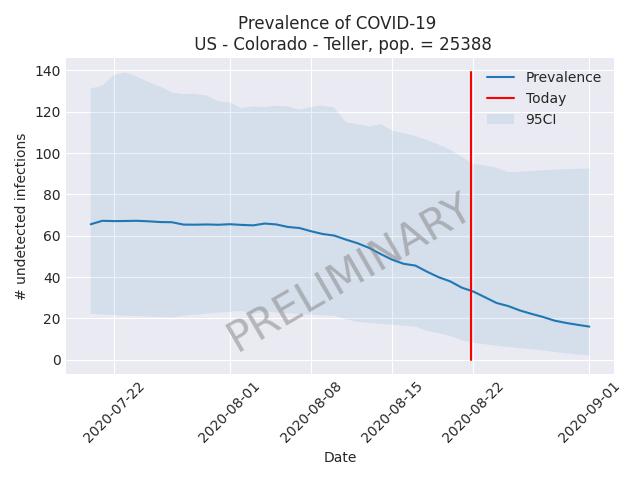 Prevalence of COVID-19
US - Colorado - Teller, pop. = 25388
140
120
100
80
60
40
20
0
# undetected infections
Prevalence
Today
95CI
PRELIMINARY
2020-07-22
2020-08-01
2020-08-08
2020-08-15
2020-08-22
2020-09-01
Date